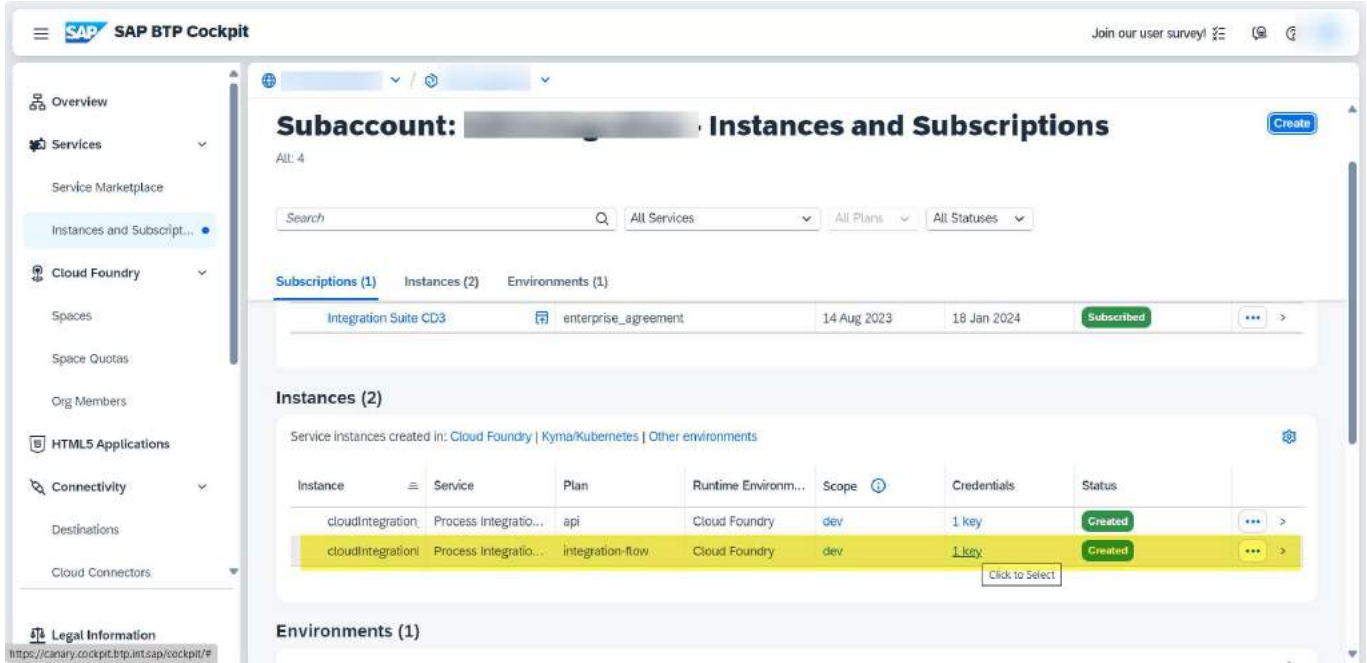 SAP SAP BTP Cockpit
Join our user survey!
Overview
Services
Service Marketplace
Instances and Subscript...
Cloud Foundry
Spaces
Space Quotas
Org Members
HTML5 Applications
Connectivity
Destinations
Cloud Connectors
Legal Information
https://canary.cockpit.btp.int.sap/cockpit/#
/
Subaccount: - Instances and Subscriptions
Create
All: 4
Search All Services All Plans All Statuses
Subscriptions (1) Instances (2) Environments (1)
Integration Suite CD3 enterprise_agreement 14 Aug 2023 18 Jan 2024 Subscribed
Instances (2)
Service instances created in: Cloud Foundry | Kyma/Kubernetes | Other environments
Instance Service Plan Runtime Environm... Scope Credentials Status
cloudIntegration_ Process Integratio... api Cloud Foundry dev 1 key Created
cloudIntegrationI Process Integratio... integration-flow Cloud Foundry dev 1 key Created
Click to Select
Environments (1)